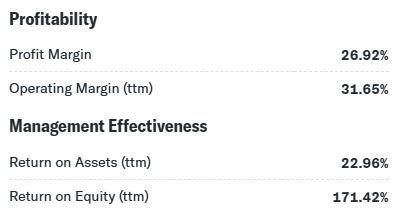 Profitability
Profit Margin 26.92%
Operating Margin (ttm) 31.65%
Management Effectiveness
Return on Assets (ttm) 22.96%
Return on Equity (ttm) 171.42%